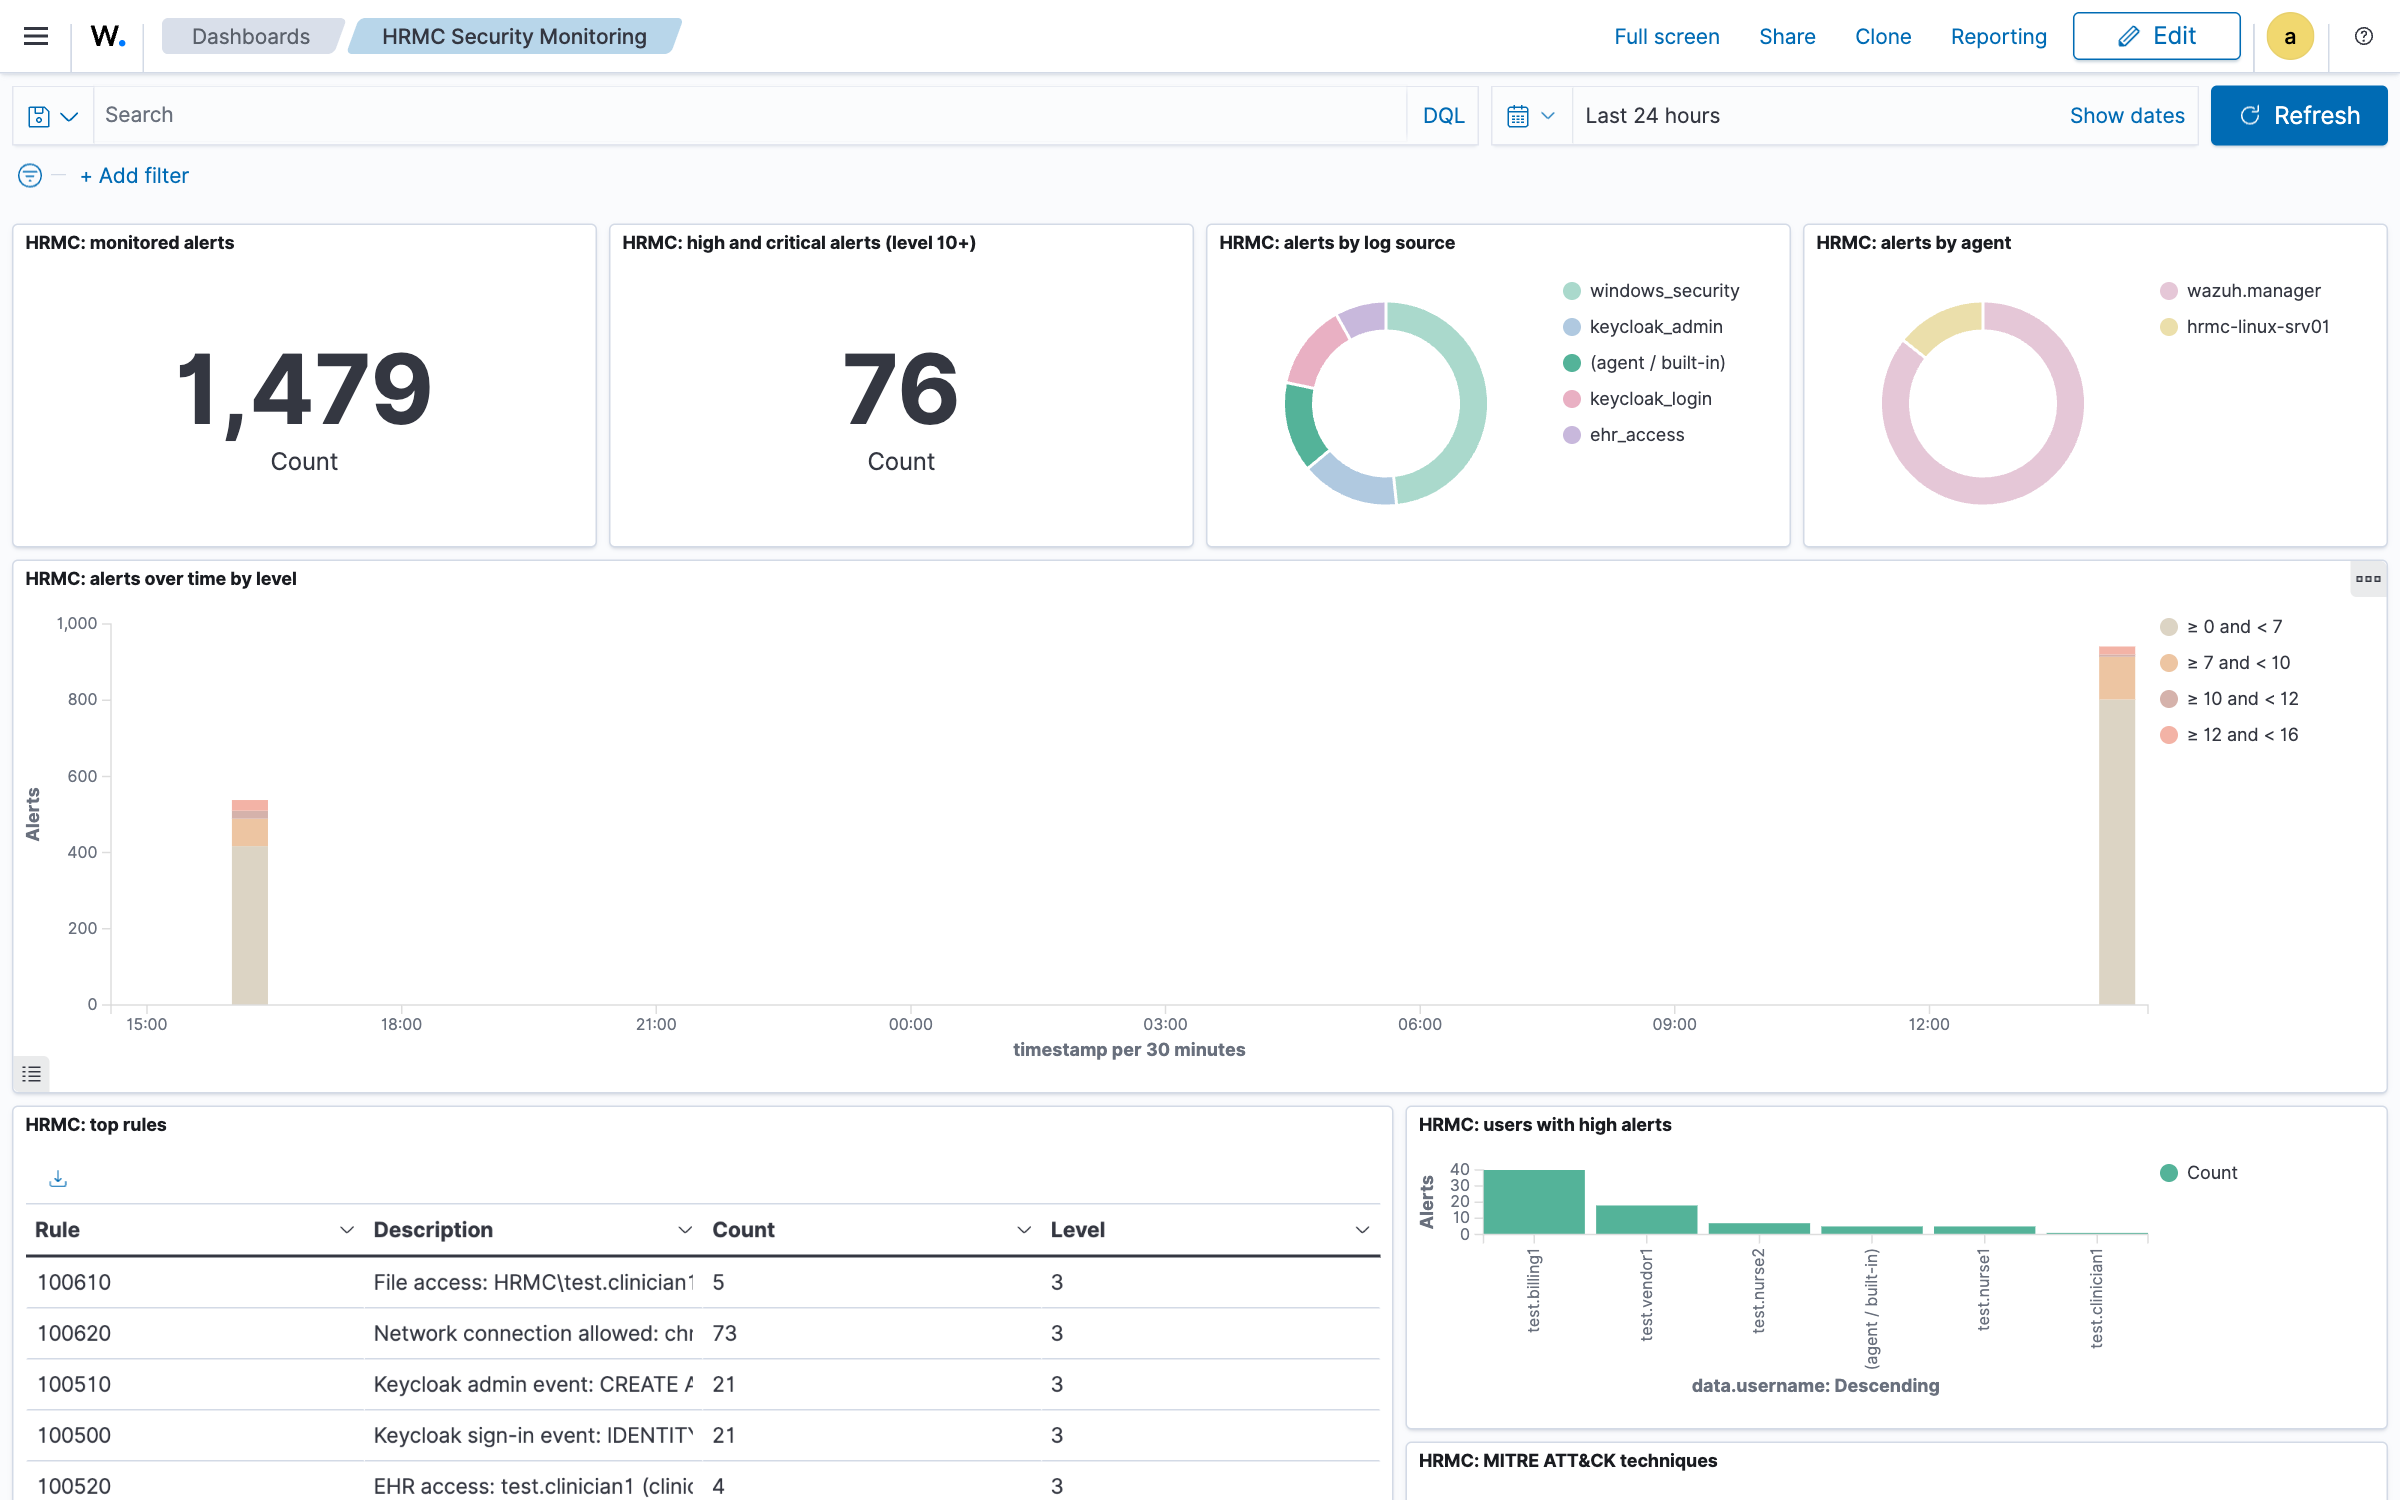 W.
Dashboards
HRMC Security Monitoring
Full screen
Share
Clone
Reporting
Edit
a
Search
DQL
Last 24 hours
Show dates
Refresh
+ Add filter
HRMC: monitored alerts
1,479
Count
HRMC: high and critical alerts (level 10+)
76
Count
HRMC: alerts by log source
windows_security
keycloak_admin
(agent / built-in)
keycloak_login
ehr_access
HRMC: alerts by agent
wazuh.manager
hrmc-linux-srv01
HRMC: alerts over time by level
1,000
800
600
400
200
0
Alerts
15:00
18:00
21:00
00:00
03:00
06:00
09:00
12:00
timestamp per 30 minutes
≥ 0 and < 7
≥ 7 and < 10
≥ 10 and < 12
≥ 12 and < 16
HRMC: top rules
Rule Description Count Level
100610 File access: HRMC\test.clinician1 5 3
100620 Network connection allowed: chr 73 3
100510 Keycloak admin event: CREATE 21 3
100500 Keycloak sign-in event: IDENTITY 21 3
100520 EHR access: test.clinician1 (clinic 4 3
HRMC: users with high alerts
40
30
20
10
0
Alerts
Count
test.billing1
test.vendor1
test.nurse2
(agent / built-in)
test.nurse1
test.clinician1
data.username: Descending
HRMC: MITRE ATT&CK techniques